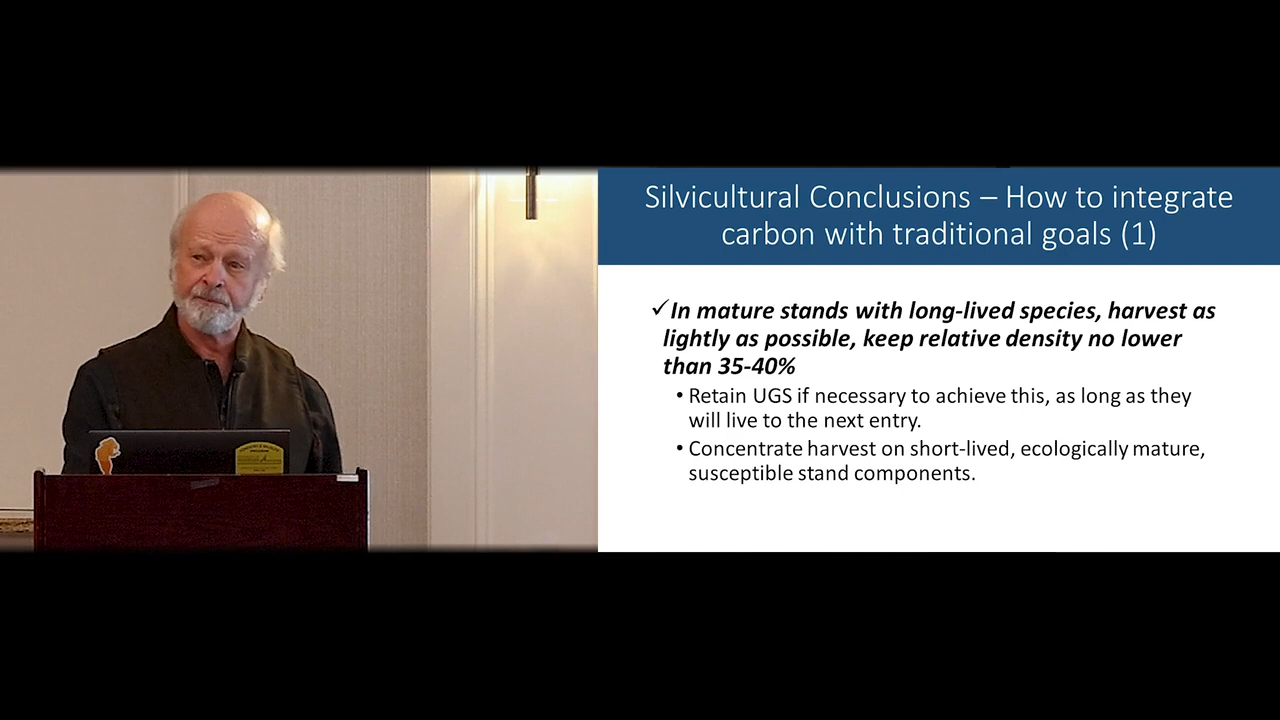 Silvicultural Conclusions – How to integrate
carbon with traditional goals (1)
✓In mature stands with long-lived species, harvest as
lightly as possible, keep relative density no lower
than 35-40%
• Retain UGS if necessary to achieve this, as long as they
will live to the next entry.
• Concentrate harvest on short-lived, ecologically mature,
susceptible stand components.